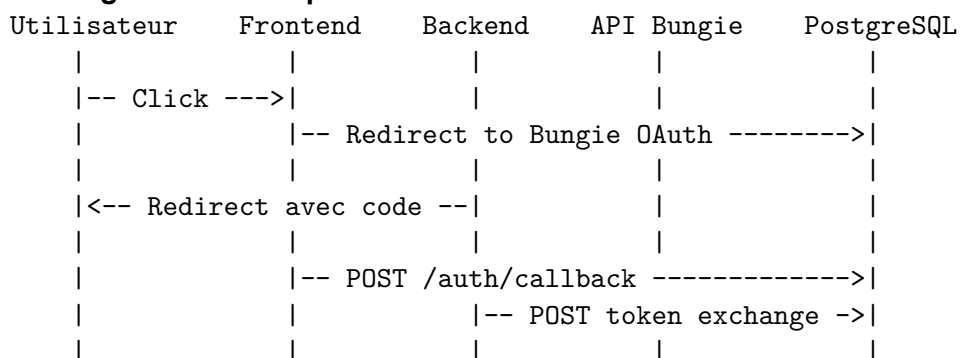 Utilisateur    Frontend    Backend    API Bungie    PostgreSQL
    |             |           |           |             |
    |-- Click --->|           |           |             |
    |             |-- Redirect to Bungie OAuth -------->|
    |             |           |           |             |
    |<-- Redirect avec code --|           |             |
    |             |           |           |             |
    |             |-- POST /auth/callback ------------->|
    |             |           |-- POST token exchange ->|
    |             |           |           |             |